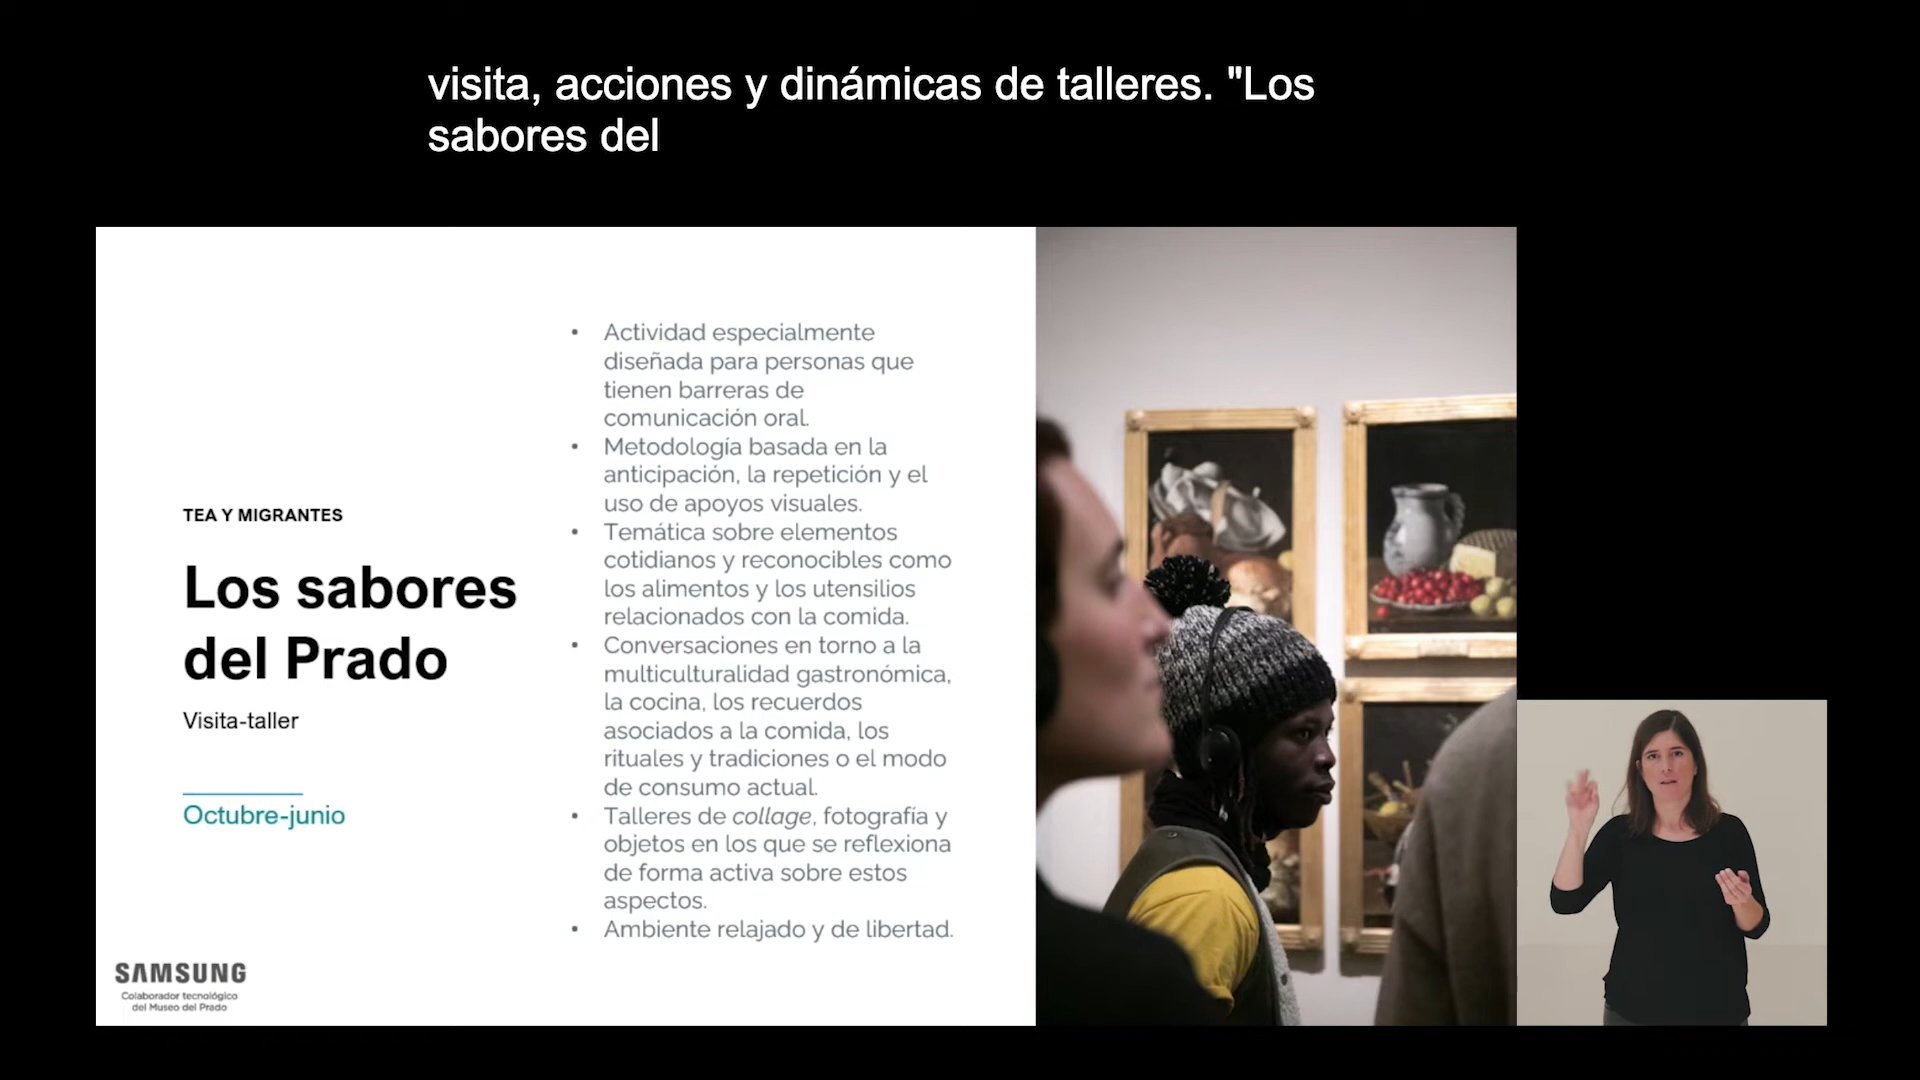 visita, acciones y dinámicas de talleres. "Los
sabores del
TEA Y MIGRANTES
Los sabores
del Prado
Visita-taller
Octubre-junio
• Actividad especialmente
diseñada para personas que
tienen barreras de
comunicación oral.
• Metodología basada en la
anticipación, la repetición y el
uso de apoyos visuales.
• Temática sobre elementos
cotidianos y reconocibles como
los alimentos y los utensilios
relacionados con la comida.
• Conversaciones en torno a la
multiculturalidad gastronómica,
la cocina, los recuerdos
asociados a la comida, los
rituales y tradiciones o el modo
de consumo actual.
• Talleres de collage, fotografía y
objetos en los que se reflexiona
de forma activa sobre estos
aspectos.
• Ambiente relajado y de libertad.
SAMSUNG
Colaborador tecnológico
del Museo del Prado